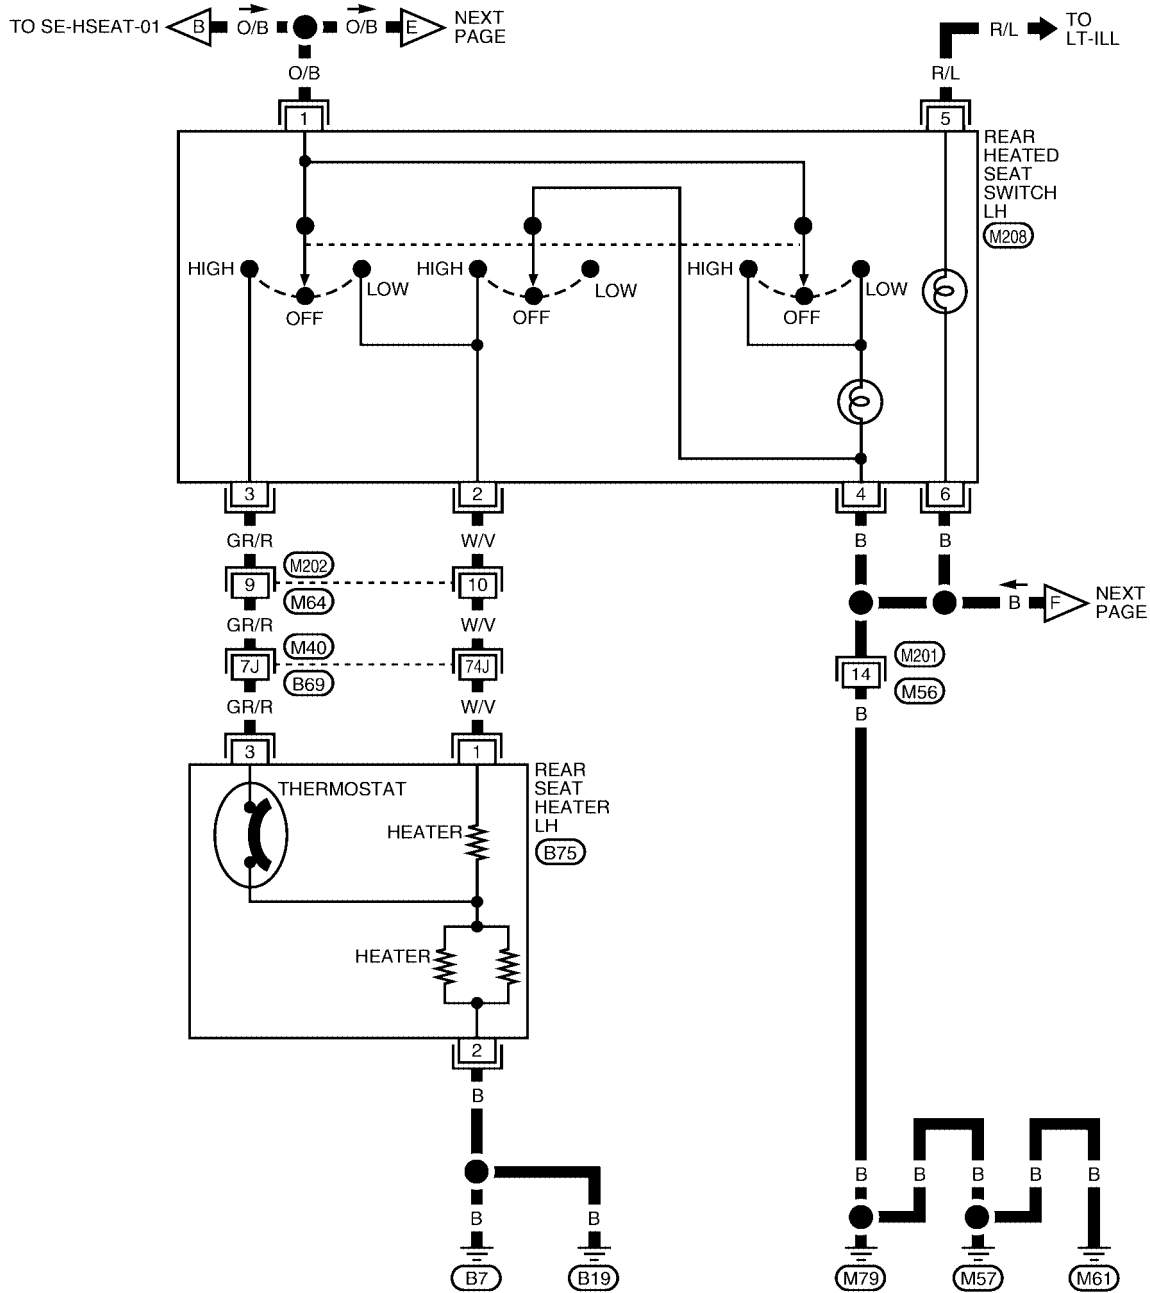 TO SE-HSEAT-01
B
O/B
O/B
E
NEXT
PAGE
R/L
TO
LT-ILL
O/B
R/L
1
5
REAR
HEATED
SEAT
SWITCH
LH
M208
HIGH
LOW
OFF
HIGH
LOW
OFF
HIGH
LOW
OFF
3
2
4
6
GR/R
W/V
B
B
M202
9
10
M64
B
F
NEXT
PAGE
GR/R
W/V
M40
7J
74J
B69
M201
14
M56
GR/R
W/V
B
3
1
THERMOSTAT
HEATER
REAR
SEAT
HEATER
LH
B75
HEATER
2
B
B
B
B
B
B
B
B
B7
B19
M79
M57
M61